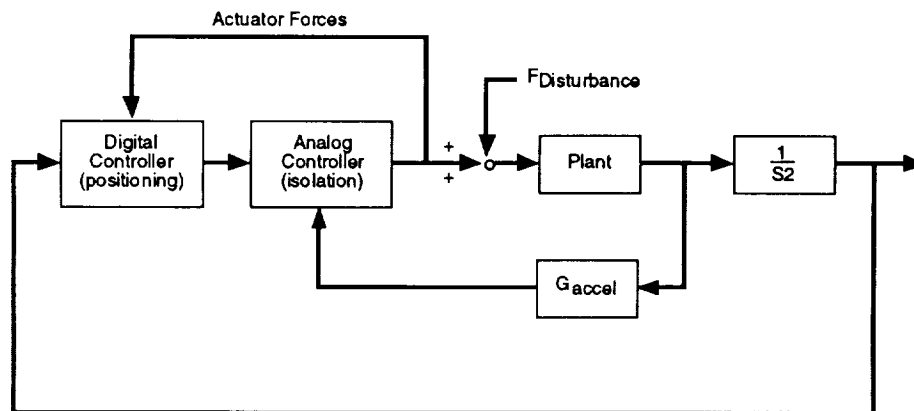 Actuator Forces
FDisturbance
Digital
Controller
(positioning)
Analog
Controller
(isolation)
+
+
Plant
1
S2
Gaccel